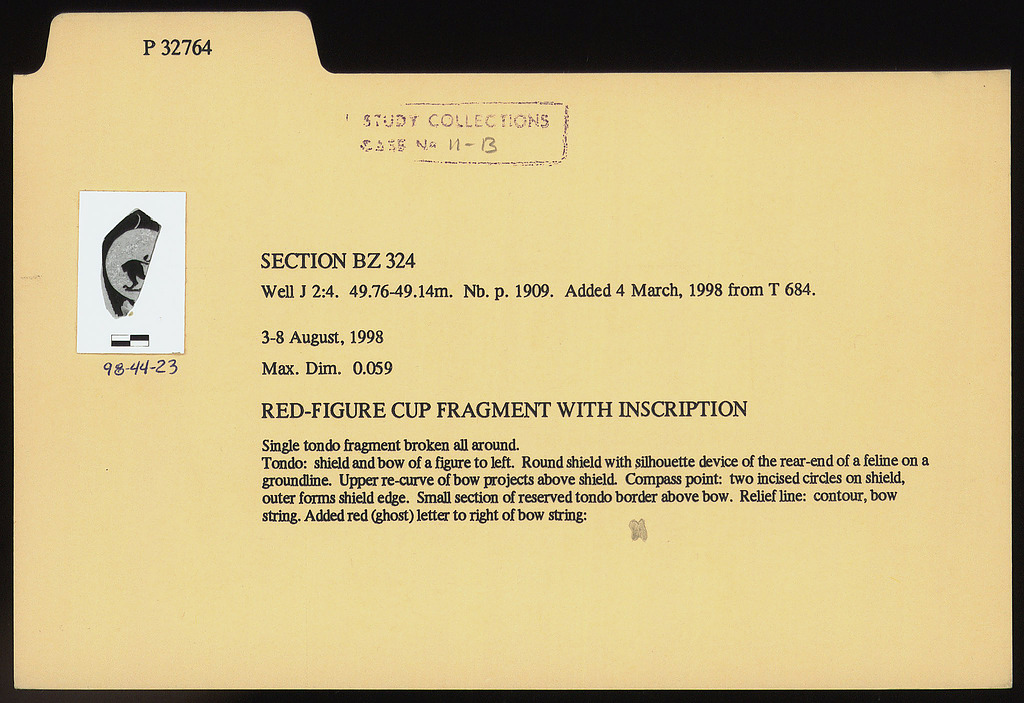 P 32764
STUDY COLLECTIONS
CASE No 11-B
98-44-23
SECTION BZ 324
Well J 2:4. 49.76-49.14m. Nb. p. 1909. Added 4 March, 1998 from T 684.
3-8 August, 1998
Max. Dim. 0.059
RED-FIGURE CUP FRAGMENT WITH INSCRIPTION
Single tondo fragment broken all around.
Tondo: shield and bow of a figure to left. Round shield with silhouette device of the rear-end of a feline on a
groundline. Upper re-curve of bow projects above shield. Compass point: two incised circles on shield,
outer forms shield edge. Small section of reserved tondo border above bow. Relief line: contour, bow
string. Added red (ghost) letter to right of bow string: